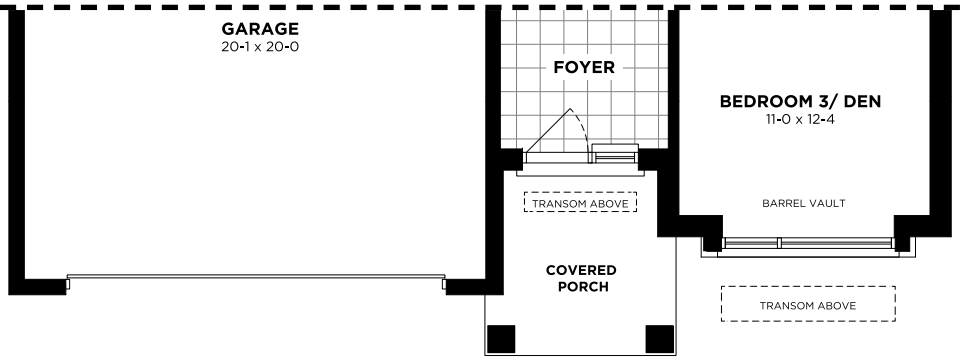 GARAGE
20-1 x 20-0
FOYER
BEDROOM 3/ DEN
11-0 x 12-4
TRANSOM ABOVE
BARREL VAULT
COVERED
PORCH
TRANSOM ABOVE